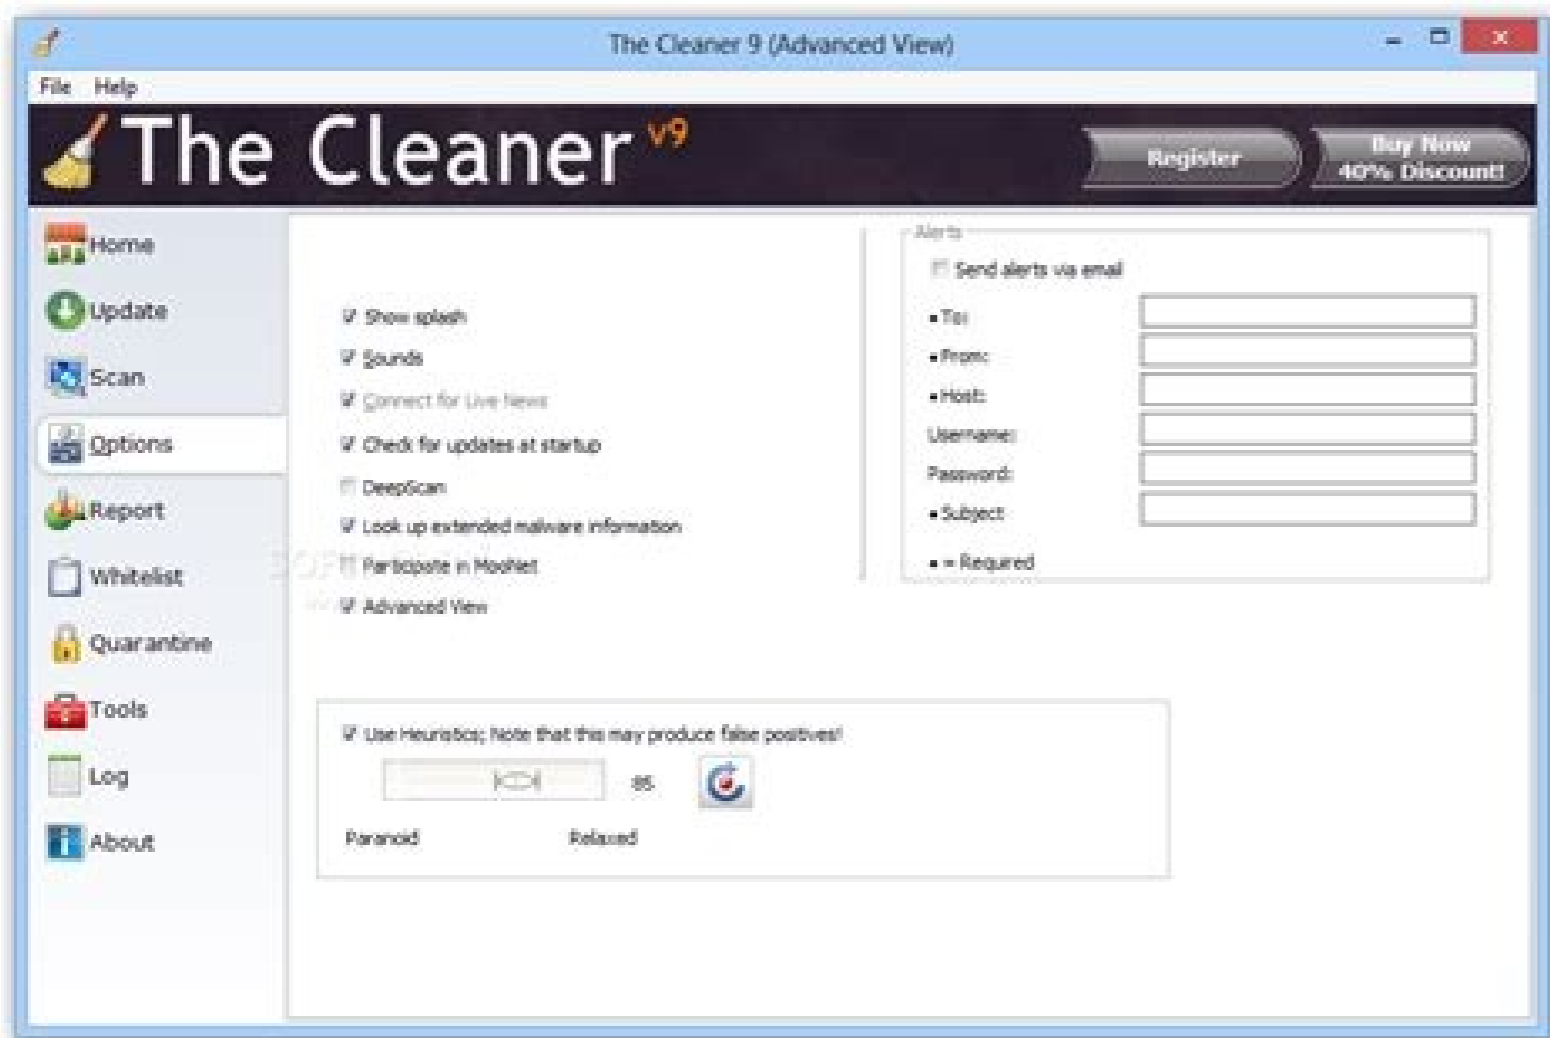 The Cleaner 9 (Advanced View)
File Help
The Cleaner v9
Register
Buy Now
40% Discount!
Home
Update
Scan
Options
Report
Whitelist
Quarantine
Tools
Log
About
Show splash
Sounds
Connect for Live News
Check for updates at startup
DeepScan
Look up extended malware information
Participate in MooNet
Advanced View
Alerts
Send alerts via email
• To:
• From:
• Host:
Username:
Password:
• Subject
• = Required
Use Heuristics; Note that this may produce false positives!
85
Paranoid Relaxed